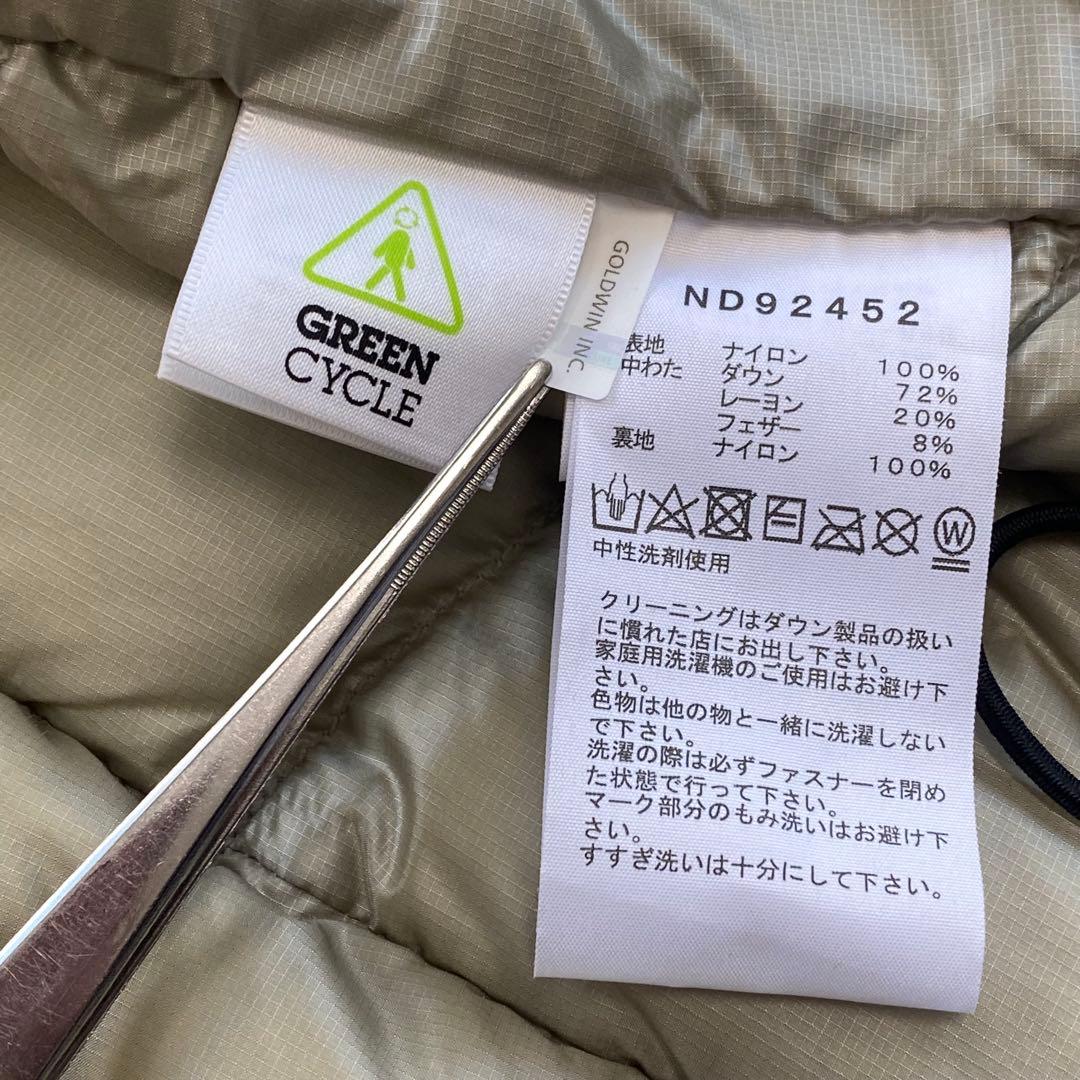 GREEN
CYCLE
GOLDWIN INC.
ND92452
表地 ナイロン 100%
中わた ダウン 72%
レーヨン 20%
フェザー 8%
裏地 ナイロン 100%
W
中性洗剤使用
クリーニングはダウン製品の扱い
に慣れた店にお出し下さい。
家庭用洗濯機のご使用はお避け下
さい。
色物は他の物と一緒に洗濯しない
で下さい。
洗濯の際は必ずファスナーを閉め
た状態で行って下さい。
マーク部分のもみ洗いはお避け下
さい。
すすぎ洗いは十分にして下さい。